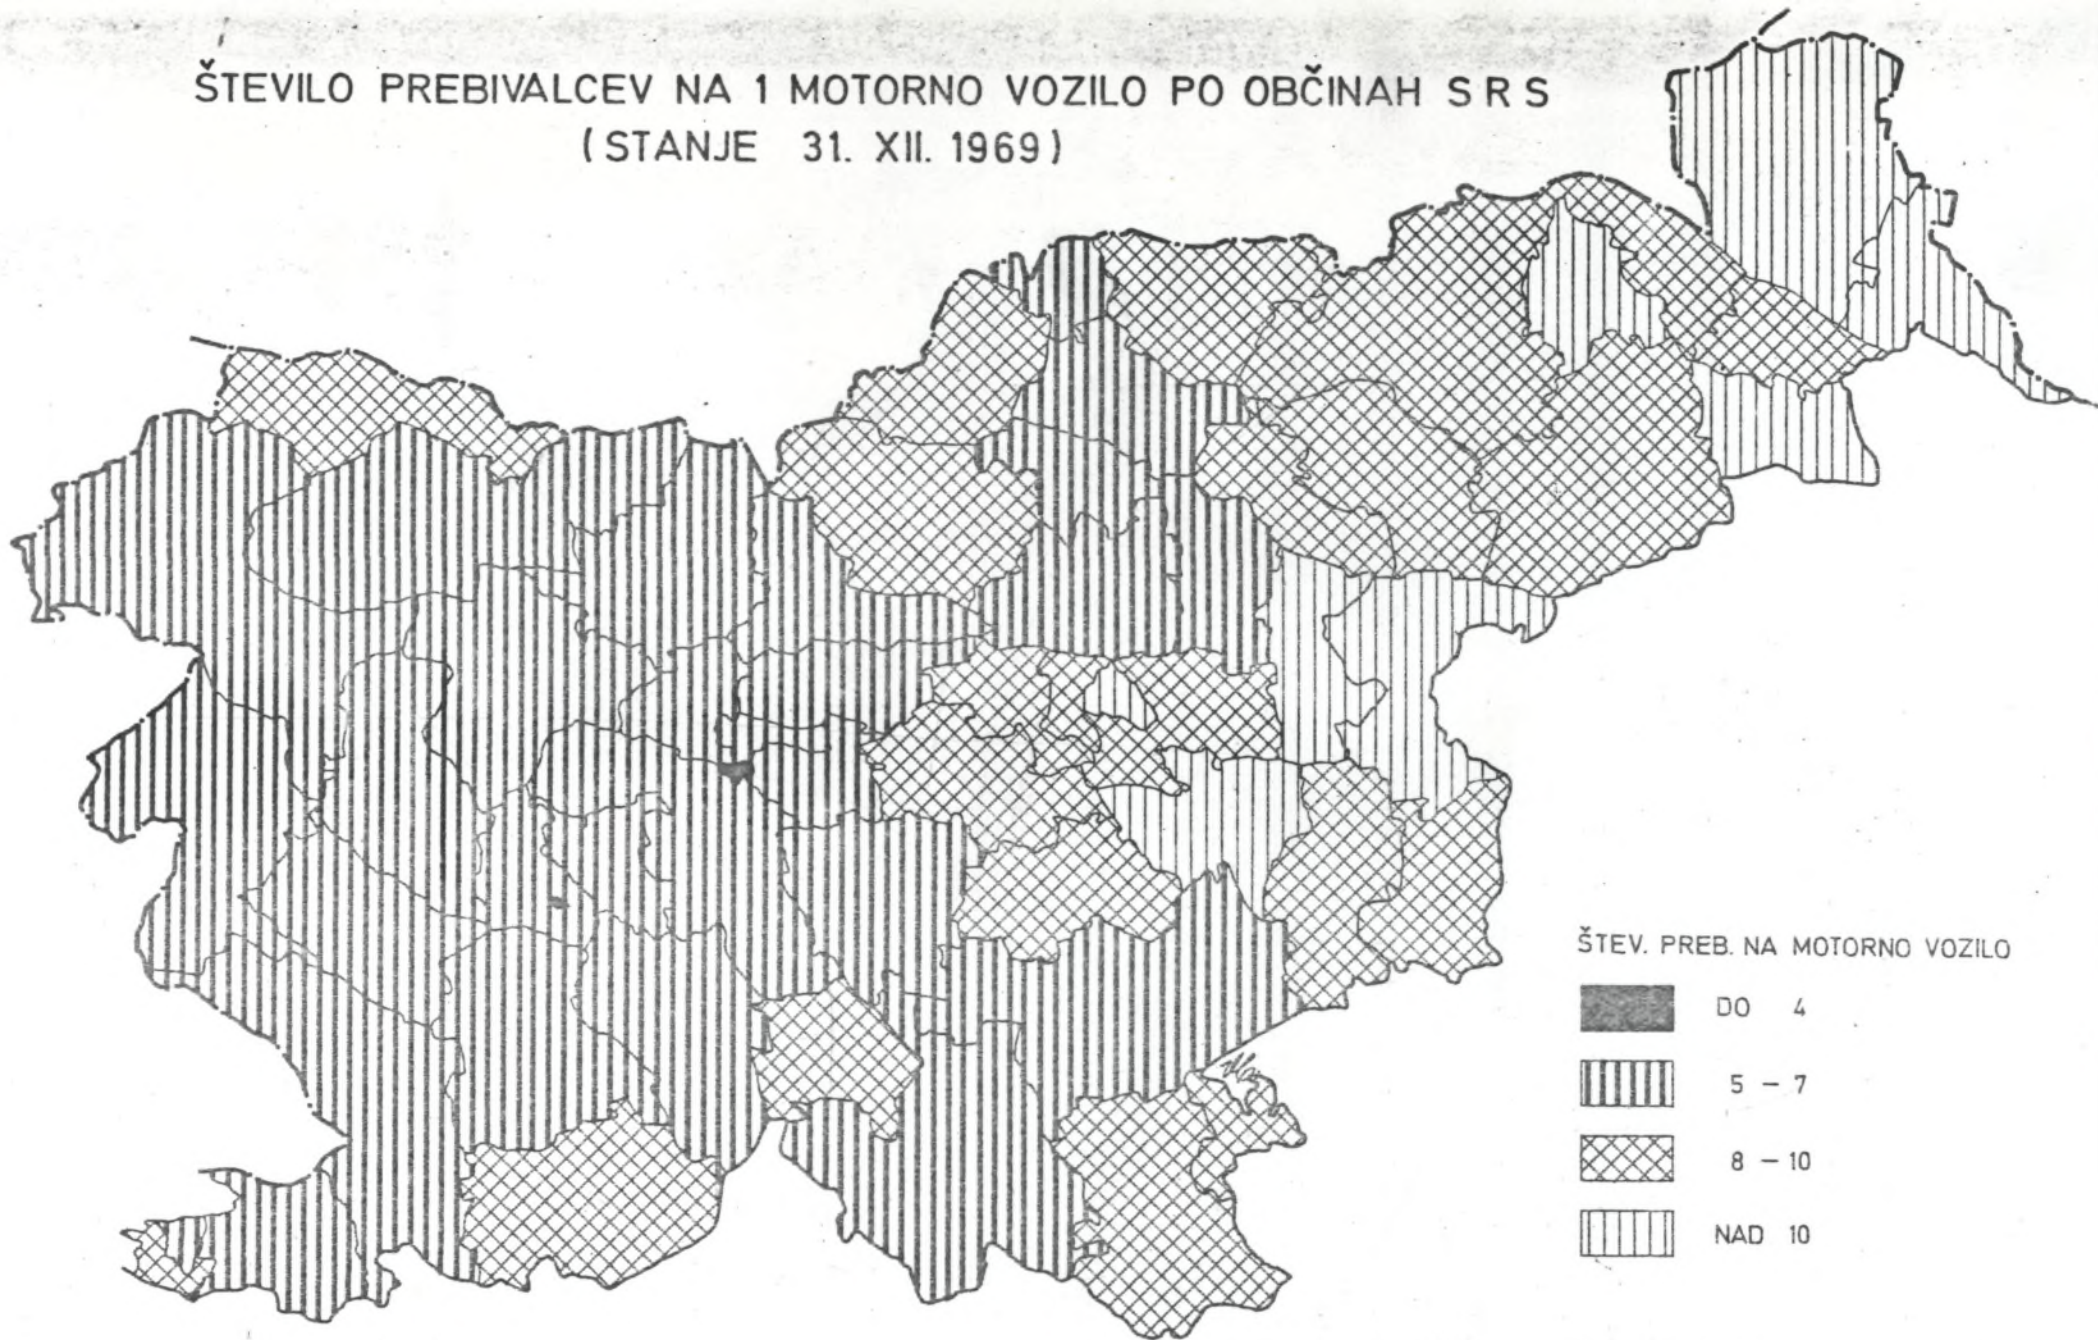 ŠTEVILO PREBIVALCEV NA 1 MOTORNO VOZILO PO OBČINAH SRS
(STANJE 31. XII. 1969)
ŠTEV. PREB. NA MOTORNO VOZILO
DO 4
5 – 7
8 – 10
NAD 10